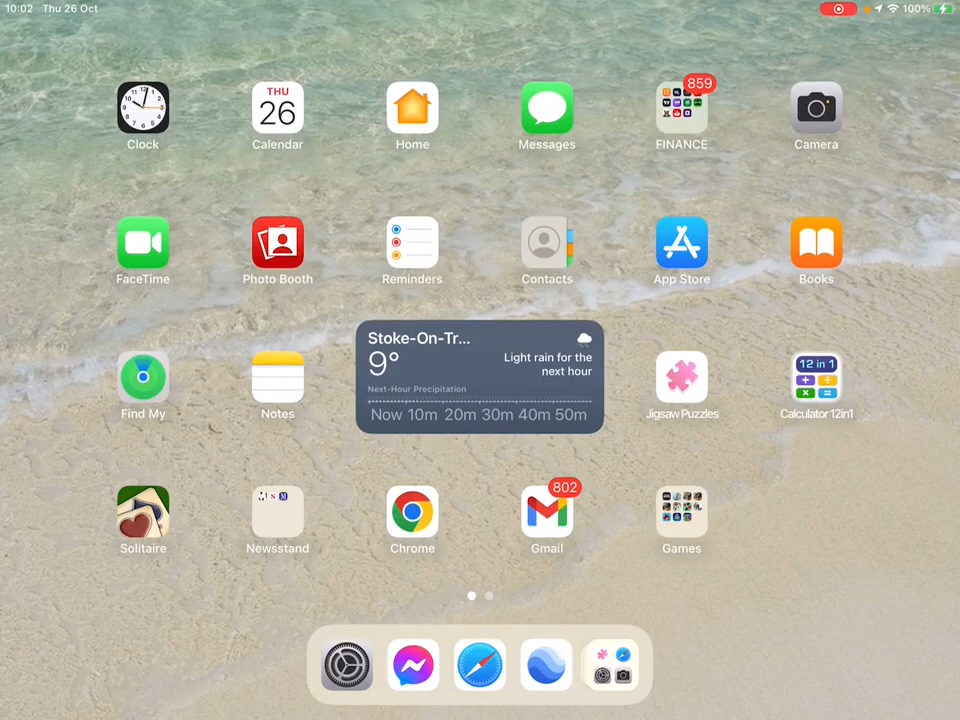 10:02 Thu 26 Oct
100%
THU
26
859
12 in 1
Clock
Calendar
Home
Messages
FINANCE
Camera
FaceTime
Photo Booth
Reminders
Contacts
App Store
Books
Stoke-On-Tr...
9°
Light rain for the
next hour
Next-Hour Precipitation
Now 10m 20m 30m 40m 50m
Find My
Notes
Jigsaw Puzzles
Calculator 12in1
802
Solitaire
Newsstand
Chrome
Gmail
Games